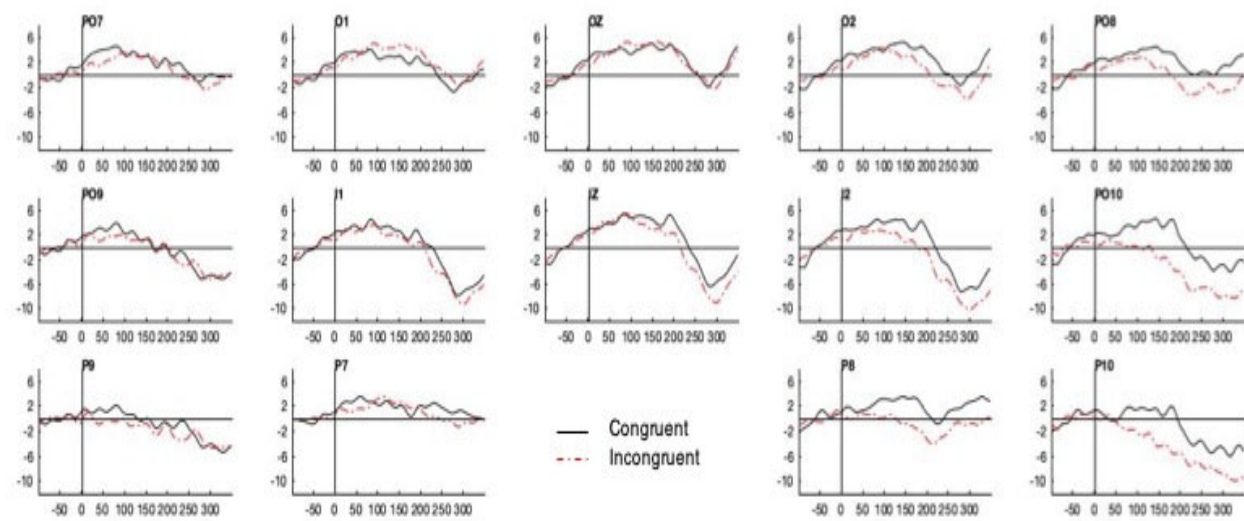 PO7 O1 OZ O2 PO8
6 6 6 6 6
2 2 2 2 2
-2 -2 -2 -2 -2
-6 -6 -6 -6 -6
-10 -10 -10 -10 -10
-50 0 50 100 150 200 250 300 -50 0 50 100 150 200 250 300 -50 0 50 100 150 200 250 300 -50 0 50 100 150 200 250 300 -50 0 50 100 150 200 250 300
PO9 I1 IZ I2 PO10
6 6 6 6 6
2 2 2 2 2
-2 -2 -2 -2 -2
-6 -6 -6 -6 -6
-10 -10 -10 -10 -10
-50 0 50 100 150 200 250 300 -50 0 50 100 150 200 250 300 -50 0 50 100 150 200 250 300 -50 0 50 100 150 200 250 300 -50 0 50 100 150 200 250 300
P9 P7 P8 P10
6 6 6 6
2 2 2 2
-2 -2 -2 -2
-6 -6 -6 -6
-10 -10 -10 -10
-50 0 50 100 150 200 250 300 -50 0 50 100 150 200 250 300 -50 0 50 100 150 200 250 300 -50 0 50 100 150 200 250 300
Congruent
Incongruent